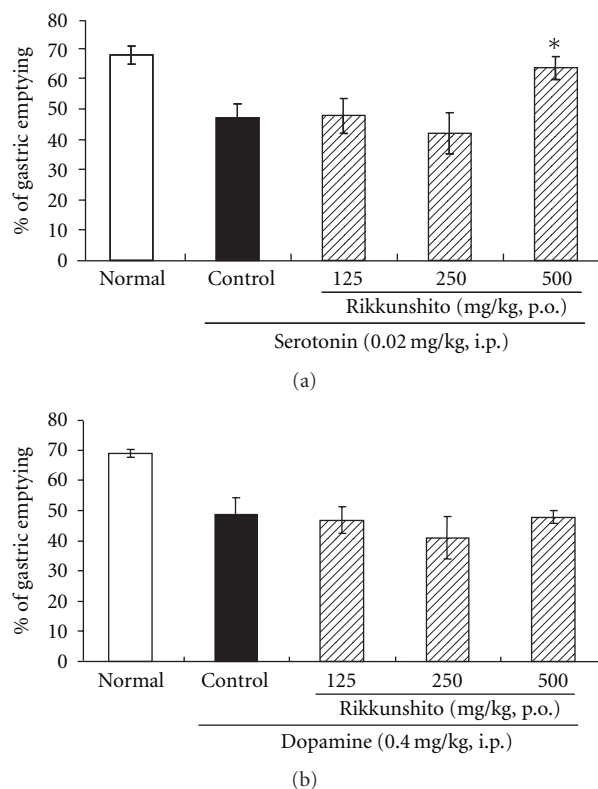 % of gastric emptying
80
70
60
50
40
30
20
10
0
*
Normal Control 125 250 500
Rikkunshito (mg/kg, p.o.)
Serotonin (0.02 mg/kg, i.p.)
(a)
% of gastric emptying
80
70
60
50
40
30
20
10
0
Normal Control 125 250 500
Rikkunshito (mg/kg, p.o.)
Dopamine (0.4 mg/kg, i.p.)
(b)